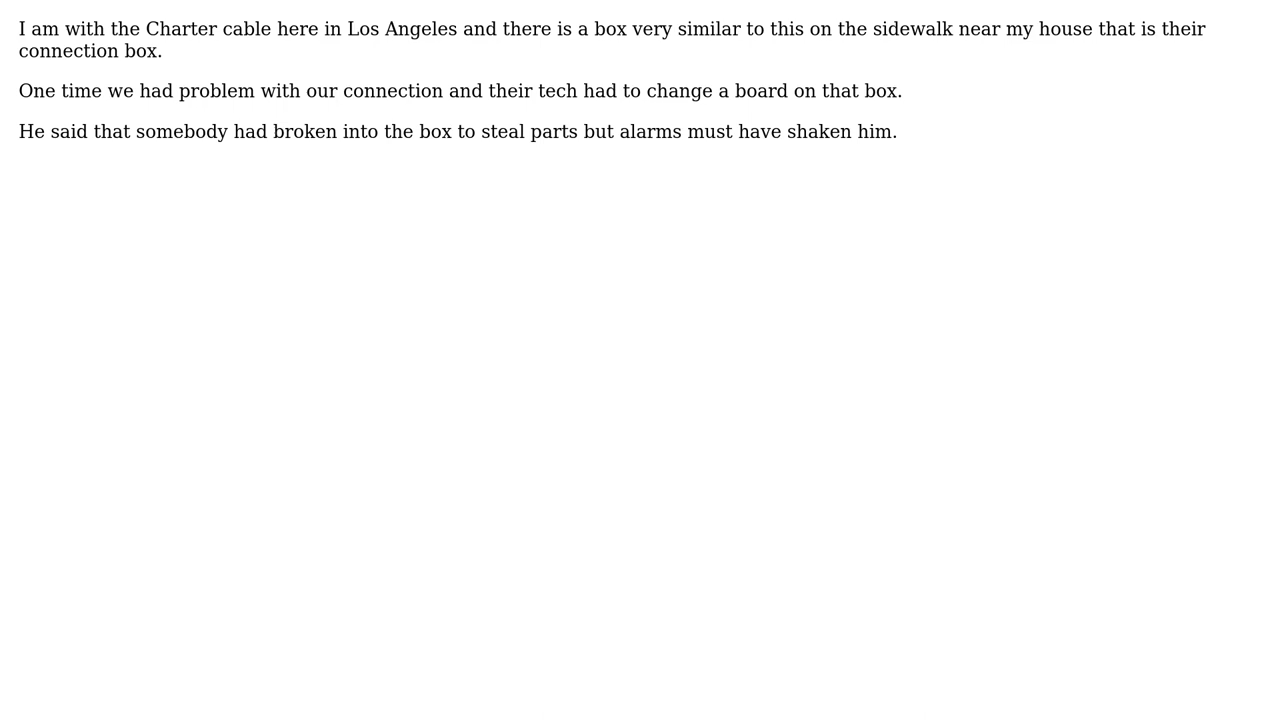 I am with the Charter cable here in Los Angeles and there is a box very similar to this on the sidewalk near my house that is their
connection box.
One time we had problem with our connection and their tech had to change a board on that box.
He said that somebody had broken into the box to steal parts but alarms must have shaken him.